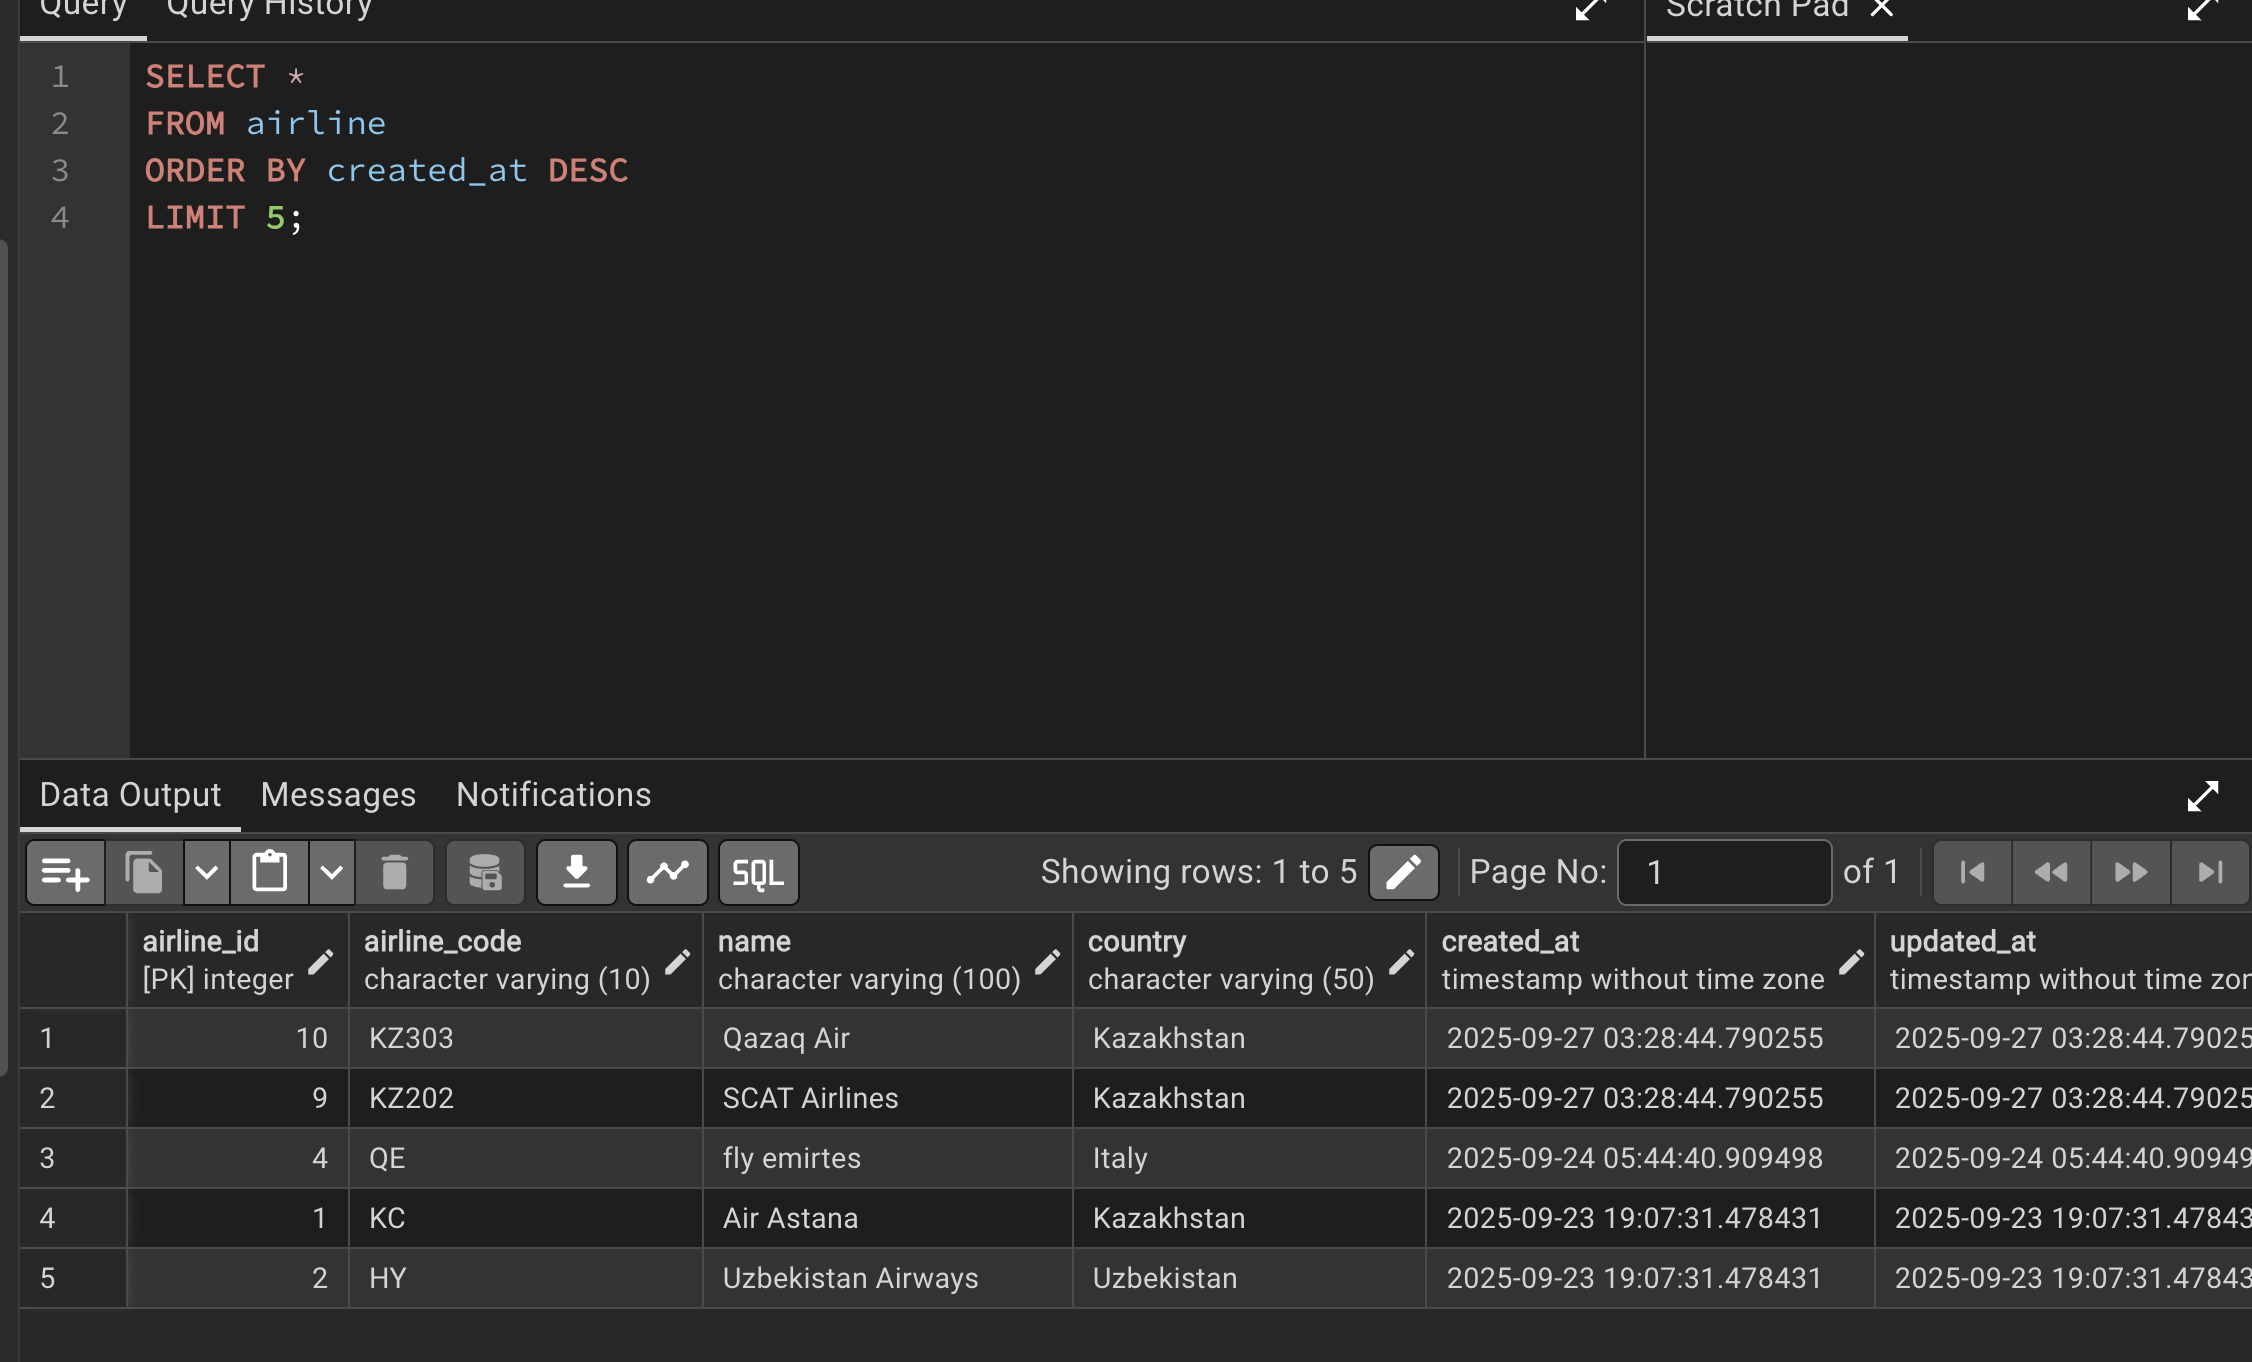 Query Query History Scratch Pad
1 SELECT *
2 FROM airline
3 ORDER BY created_at DESC
4 LIMIT 5;
Data Output Messages Notifications
SQL Showing rows: 1 to 5 Page No: 1 of 1
airline_id airline_code name country created_at updated_at
[PK] integer character varying (10) character varying (100) character varying (50) timestamp without time zone timestamp without time zon
1 10 KZ303 Qazaq Air Kazakhstan 2025-09-27 03:28:44.790255 2025-09-27 03:28:44.79025
2 9 KZ202 SCAT Airlines Kazakhstan 2025-09-27 03:28:44.790255 2025-09-27 03:28:44.79025
3 4 QE fly emirtes Italy 2025-09-24 05:44:40.909498 2025-09-24 05:44:40.90949
4 1 KC Air Astana Kazakhstan 2025-09-23 19:07:31.478431 2025-09-23 19:07:31.47843
5 2 HY Uzbekistan Airways Uzbekistan 2025-09-23 19:07:31.478431 2025-09-23 19:07:31.47843